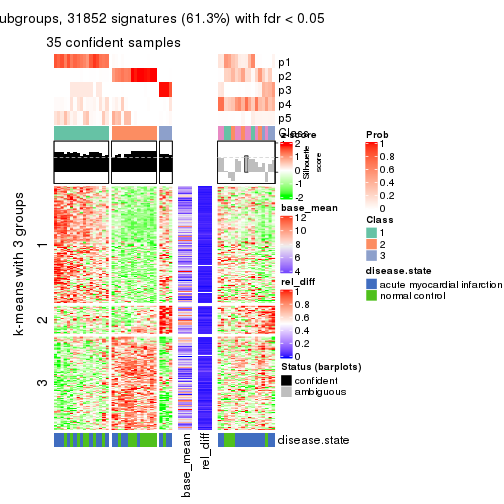 ubgroups, 31852 signatures (61.3%) with fdr < 0.05
35 confident samples
p1
p2
p3
p4
p5
Class
z-score
2
1
0
-1
-2
Silhouette
score
Prob
1
0.8
0.6
0.4
0.2
0
base_mean
12
10
8
6
4
Class
1
2
3
disease.state
acute myocardial infarction
normal control
rel_diff
1
0.8
0.6
0.4
0.2
0
Status (barplots)
confident
ambiguous
k-means with 3 groups
1
2
3
disease.state
base_mean
rel_diff